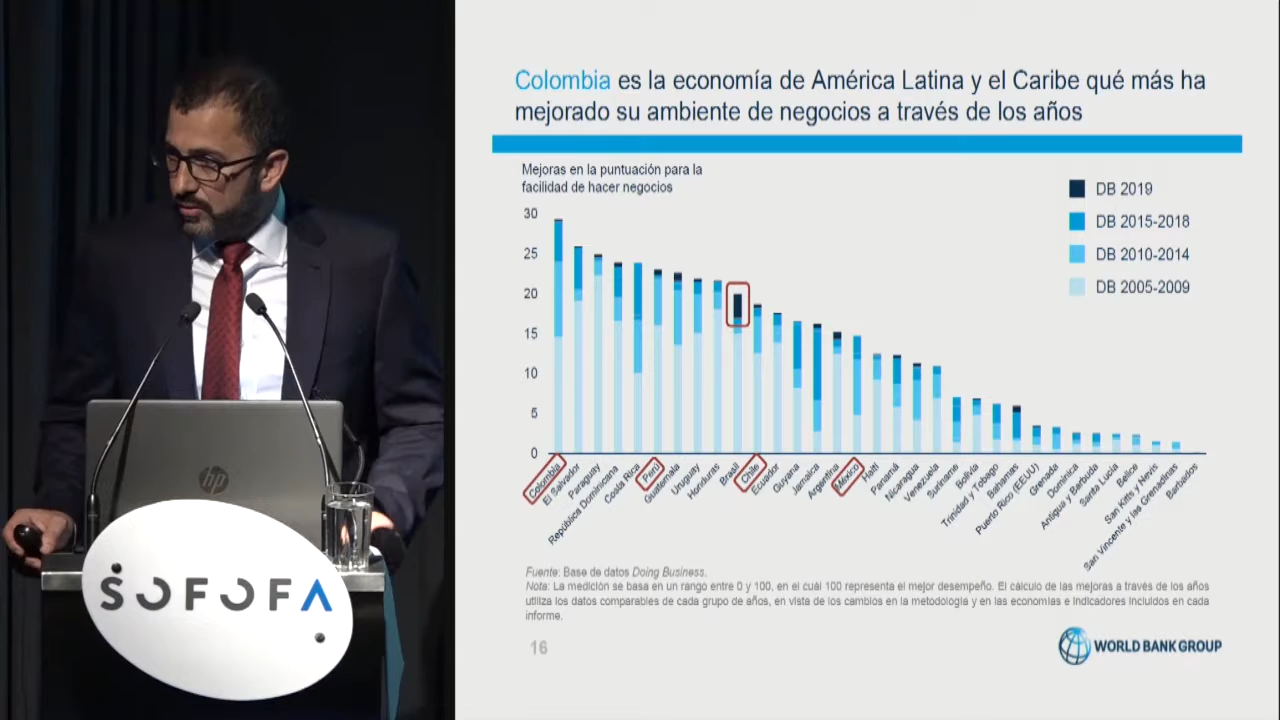 Colombia es la economía de América Latina y el Caribe qué más ha
mejorado su ambiente de negocios a través de los años
Mejoras en la puntuación para la
facilidad de hacer negocios
DB 2019
DB 2015-2018
DB 2010-2014
DB 2005-2009
30
25
20
15
10
5
0
Colombia
El Salvador
Paraguay
República Dominicana
Costa Rica
Perú
Guatemala
Uruguay
Honduras
Brasil
Chile
Ecuador
Guyana
Jamaica
Argentina
México
Haití
Panamá
Nicaragua
Venezuela
Suriname
Bolivia
Trinidad y Tobago
Bahamas
Puerto Rico (EEUU)
Grenada
Dominica
Antigua y Barbuda
Santa Lucía
Belice
San Kitts y Nevis
San Vincente y las Grenadinas
Barbados
Fuente: Base de datos Doing Business.
Nota: La medición se basa en un rango entre 0 y 100, en el cuál 100 representa el mejor desempeño. El cálculo de las mejoras a través de los años
utiliza los datos comparables de cada grupo de años, en vista de los cambios en la metodología y en las economías e indicadores incluidos en cada
informe.
16
WORLD BANK GROUP
hp
SOFOFA